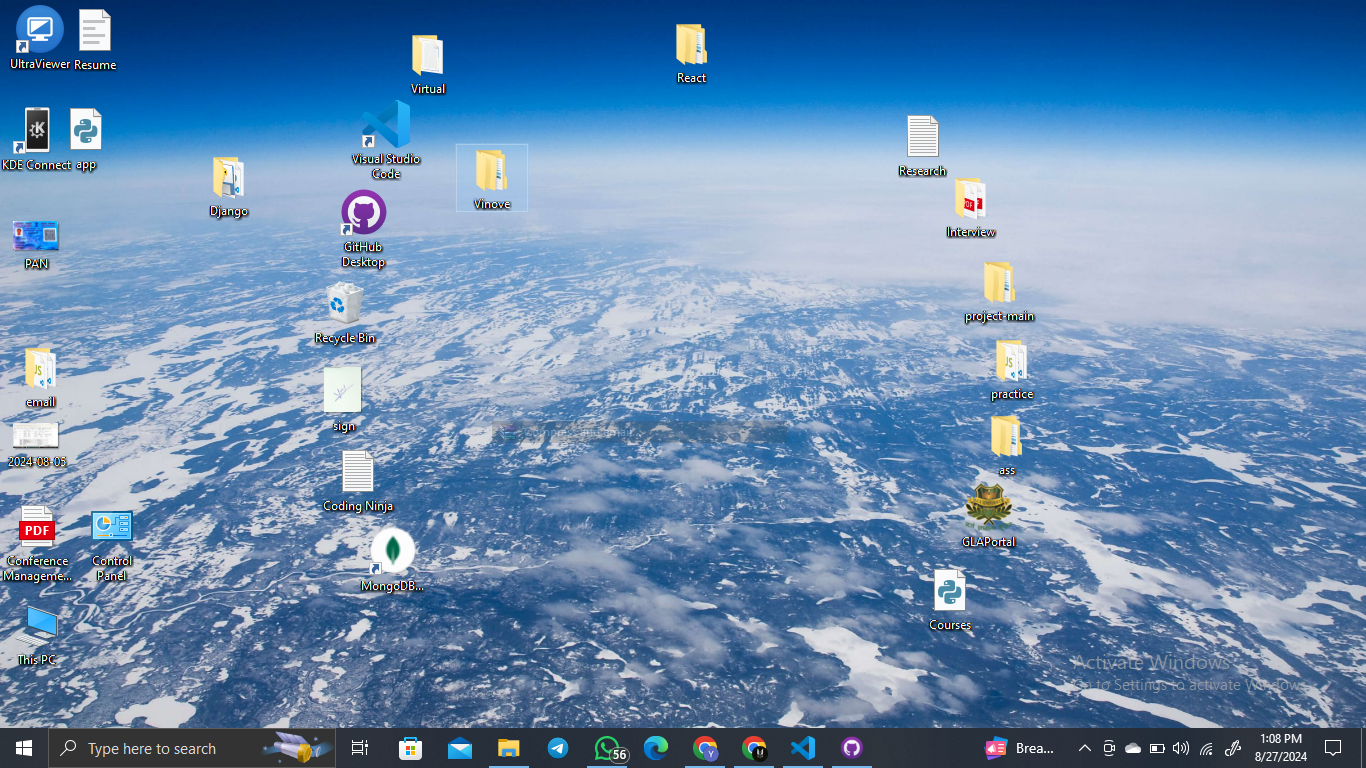 UltraViewer
Resume
Virtual
React
KDE Connect
app
Visual Studio
Code
Research
Django
Vinove
Interview
PAN
GitHub
Desktop
Recycle Bin
project-main
email
sign
practice
2024-08-03
ass
Coding Ninja
PDF
GLAPortal
Conference
Manageme...
Control
Panel
MongoDB...
Courses
This PC
Activate Windows
Go to Settings to activate Windows.
Type here to search
56
Brea...
1:08 PM
8/27/2024